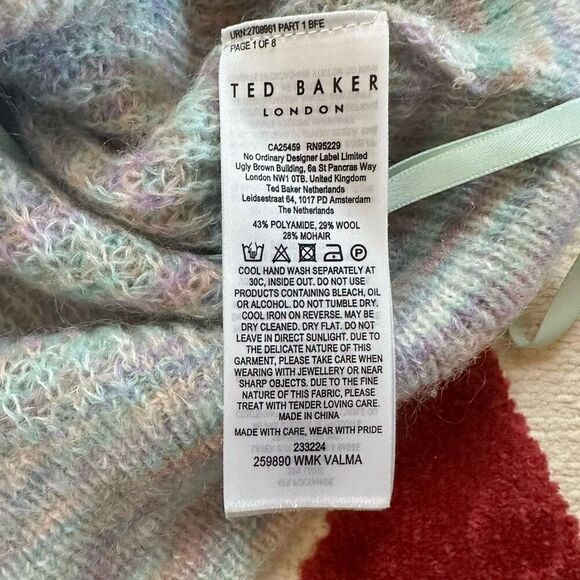 URN:2708961 PART 1 BFE
PAGE 1 OF 8
TED BAKER
LONDON
CA25459 RN95229
No Ordinary Designer Label Limited
Ugly Brown Building, 6a St Pancras Way
London NW1 0TB. United Kingdom
Ted Baker Netherlands
Leidsestraat 64, 1017 PD Amsterdam
The Netherlands
43% POLYAMIDE, 29% WOOL
28% MOHAIR
COOL HAND WASH SEPARATELY AT
30C, INSIDE OUT. DO NOT USE
PRODUCTS CONTAINING BLEACH, OIL
OR ALCOHOL. DO NOT TUMBLE DRY.
COOL IRON ON REVERSE. MAY BE
DRY CLEANED. DRY FLAT. DO NOT
LEAVE IN DIRECT SUNLIGHT. DUE TO
THE DELICATE NATURE OF THIS
GARMENT, PLEASE TAKE CARE WHEN
WEARING WITH JEWELLERY OR NEAR
SHARP OBJECTS. DUE TO THE FINE
NATURE OF THIS FABRIC, PLEASE
TREAT WITH TENDER LOVING CARE.
MADE WITH CARE, WEAR WITH PRIDE
233224
259890 WMK VALMA